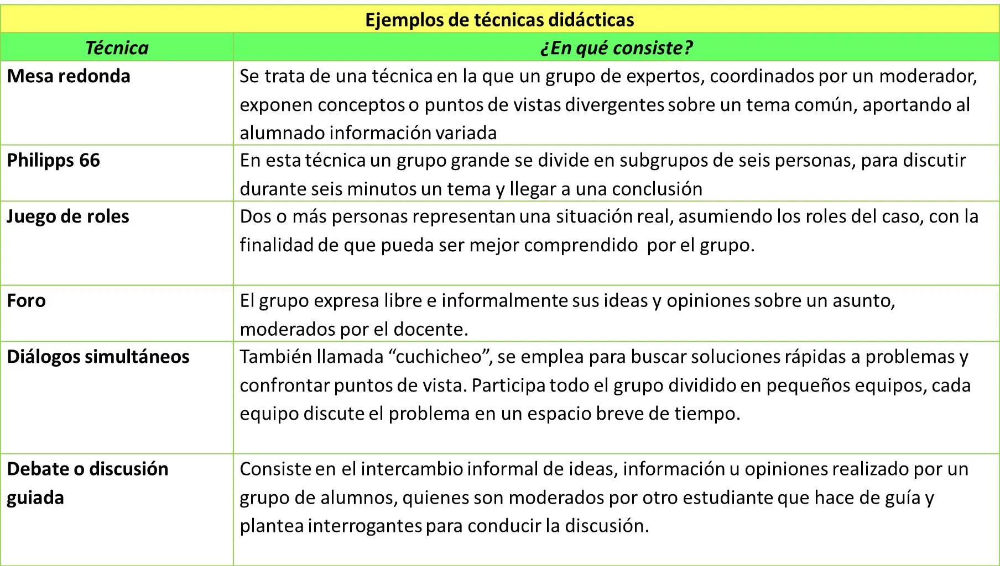 Ejemplos de técnicas didácticas
Técnica
¿En qué consiste?
Mesa redonda
Se trata de una técnica en la que un grupo de expertos, coordinados por un moderador,
exponen conceptos o puntos de vistas divergentes sobre un tema común, aportando al
alumnado información variada
Philipps 66
En esta técnica un grupo grande se divide en subgrupos de seis personas, para discutir
durante seis minutos un tema y llegar a una conclusión
Juego de roles
Dos o más personas representan una situación real, asumiendo los roles del caso, con la
finalidad de que pueda ser mejor comprendido  por el grupo.
Foro
El grupo expresa libre e informalmente sus ideas y opiniones sobre un asunto,
moderados por el docente.
Diálogos simultáneos
También llamada “cuchicheo”, se emplea para buscar soluciones rápidas a problemas y
confrontar puntos de vista. Participa todo el grupo dividido en pequeños equipos, cada
equipo discute el problema en un espacio breve de tiempo.
Debate o discusión
guiada
Consiste en el intercambio informal de ideas, información u opiniones realizado por un
grupo de alumnos, quienes son moderados por otro estudiante que hace de guía y
plantea interrogantes para conducir la discusión.